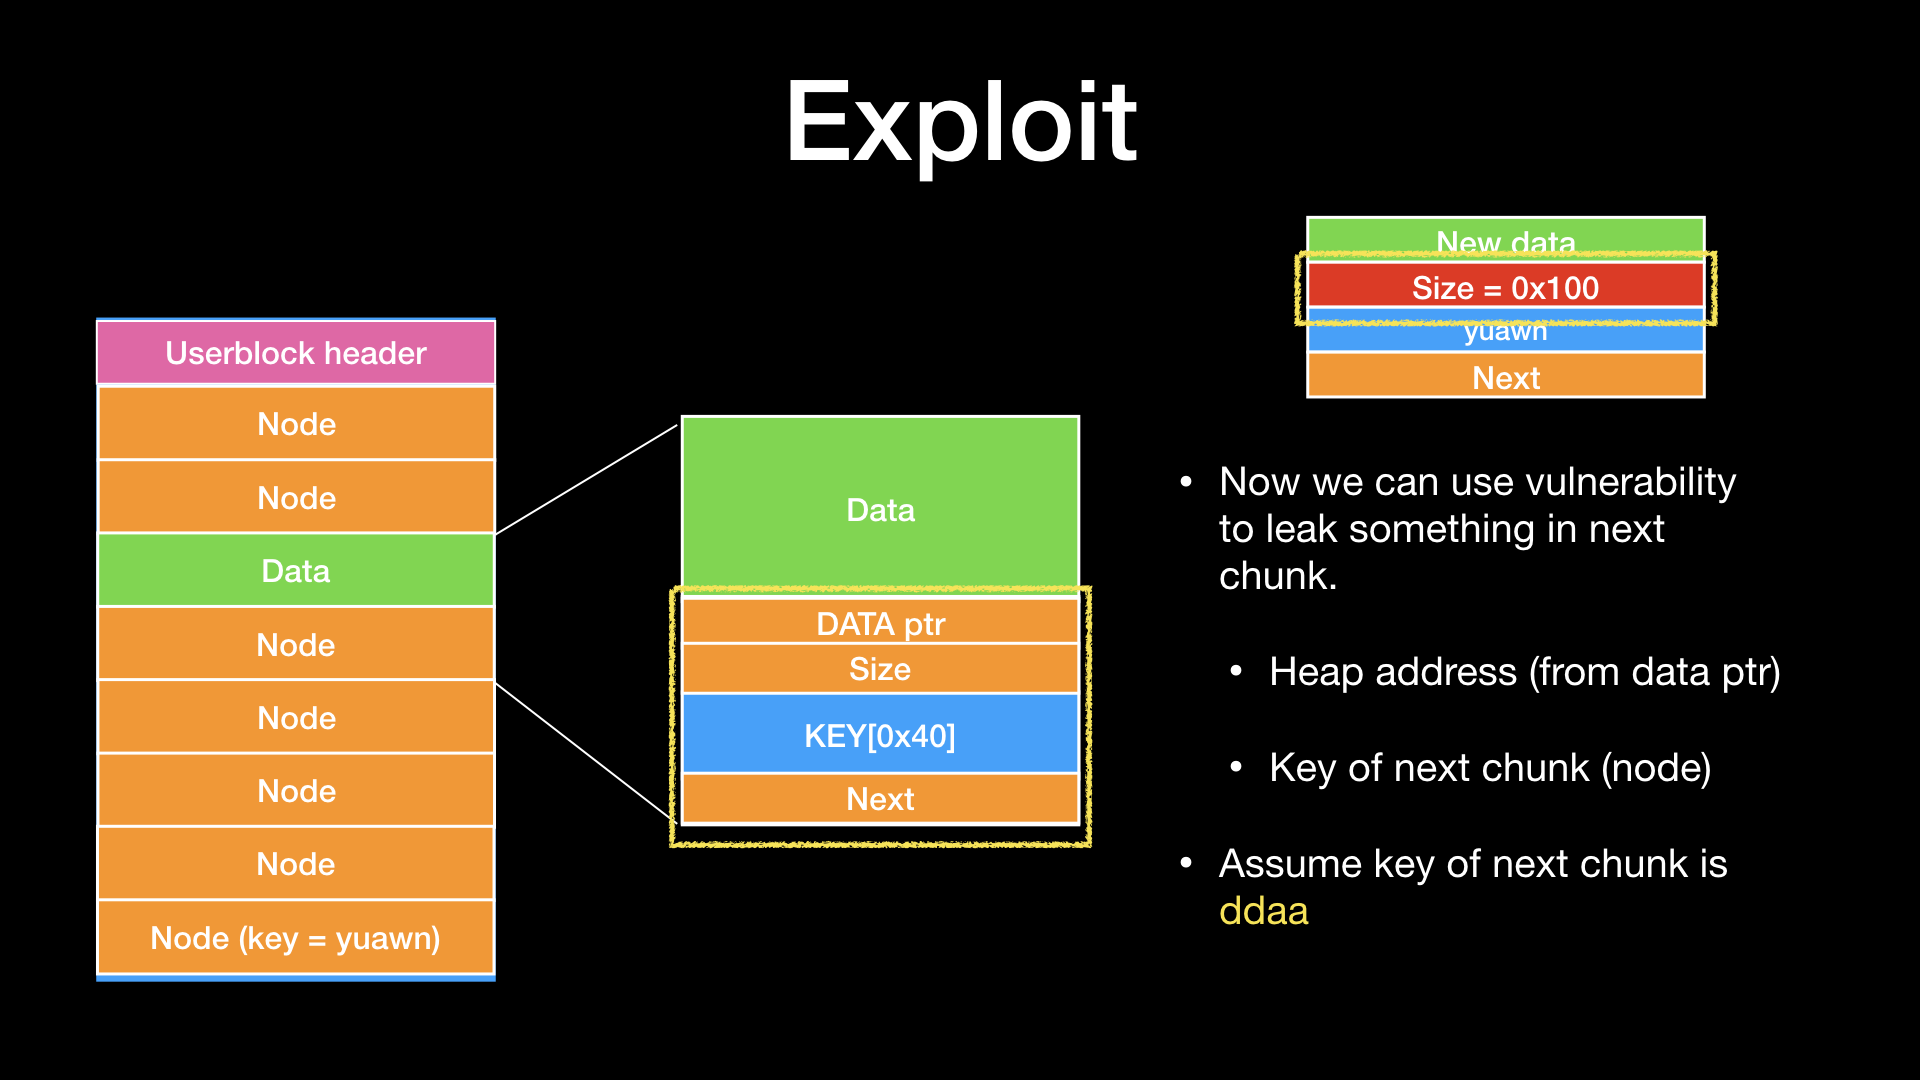 Exploit
Userblock header
Node
Node
Data
Node
Node
Node
Node
Node (key = yuawn)
Data
DATA ptr
Size
KEY[0x40]
Next
New data
Size = 0x100
yuawn
Next
• Now we can use vulnerability
to leak something in next
chunk.
• Heap address (from data ptr)
• Key of next chunk (node)
• Assume key of next chunk is
ddaa